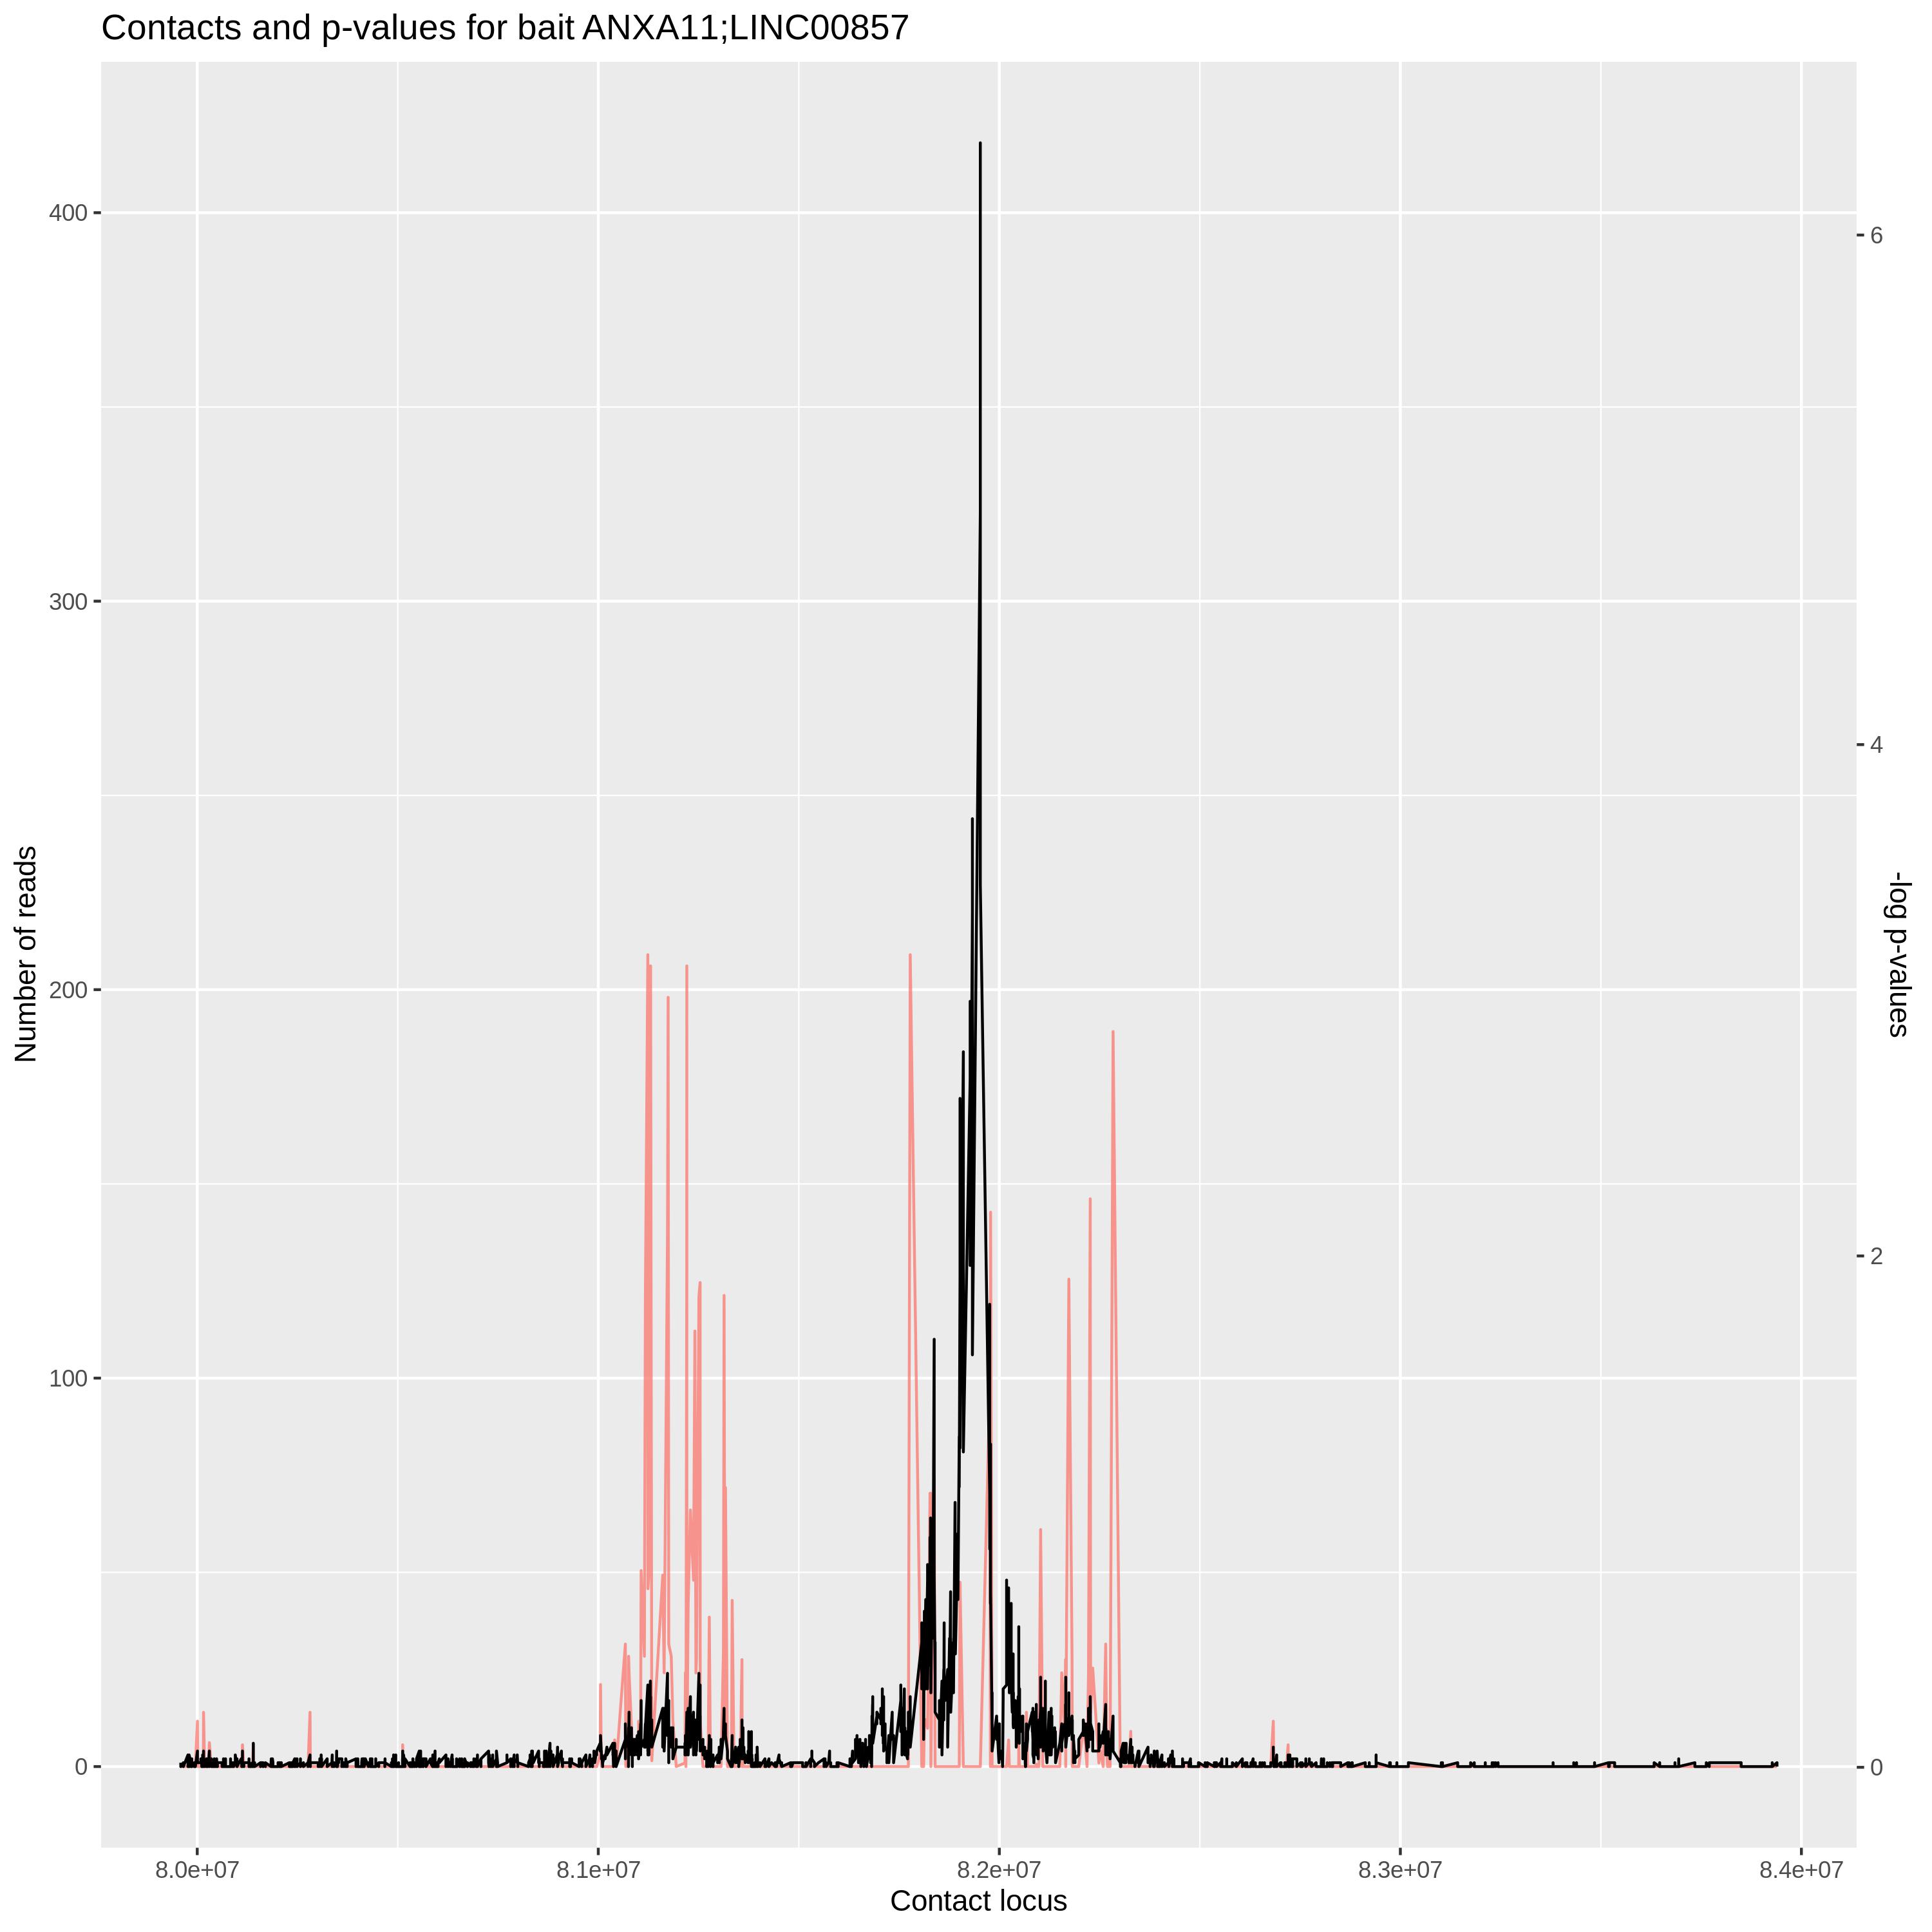 Contacts and p-values for bait ANXA11;LINC00857
400
300
200
100
0
Number of reads
6
4
2
0
-log p-values
8.0e+07 8.1e+07 8.2e+07 8.3e+07 8.4e+07
Contact locus